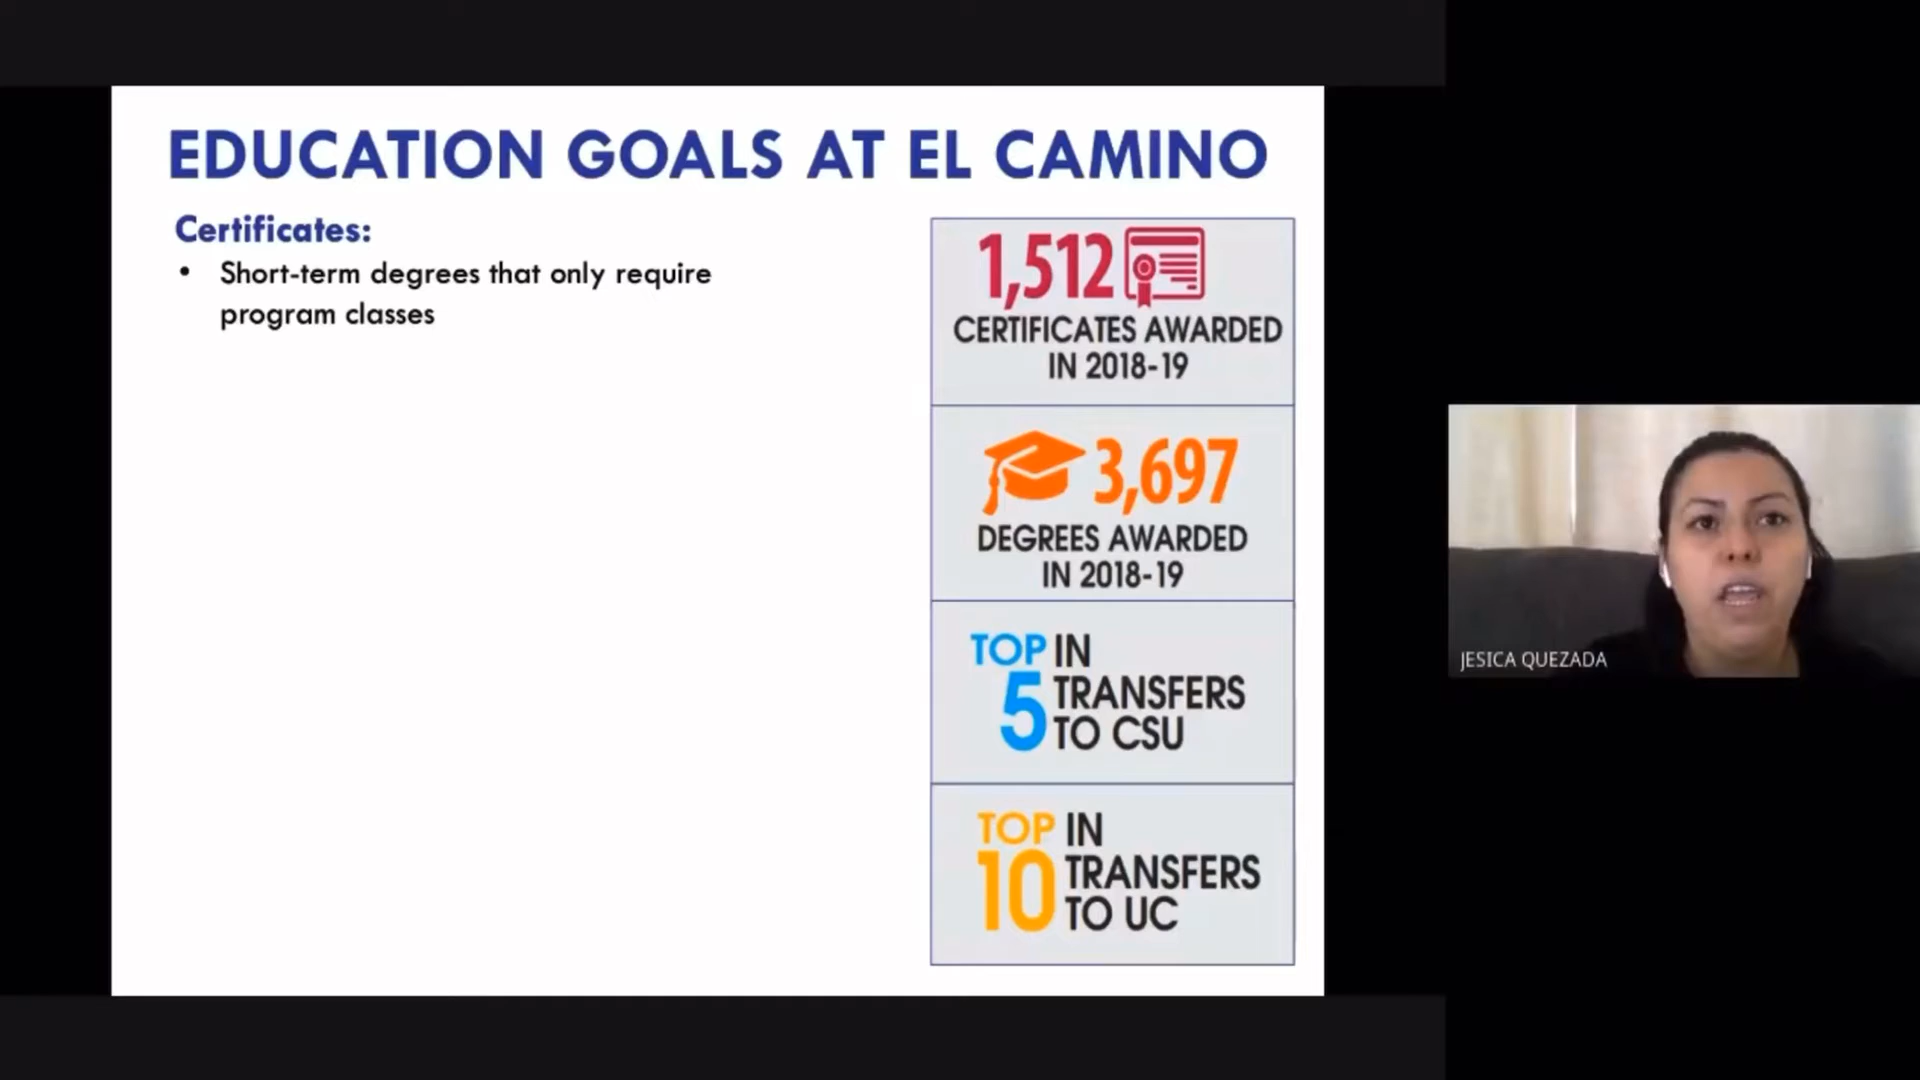 EDUCATION GOALS AT EL CAMINO
Certificates:
• Short-term degrees that only require
program classes
1,512
CERTIFICATES AWARDED
IN 2018-19
3,697
DEGREES AWARDED
IN 2018-19
TOP IN
5 TRANSFERS
TO CSU
TOP IN
10 TRANSFERS
TO UC
JESICA QUEZADA